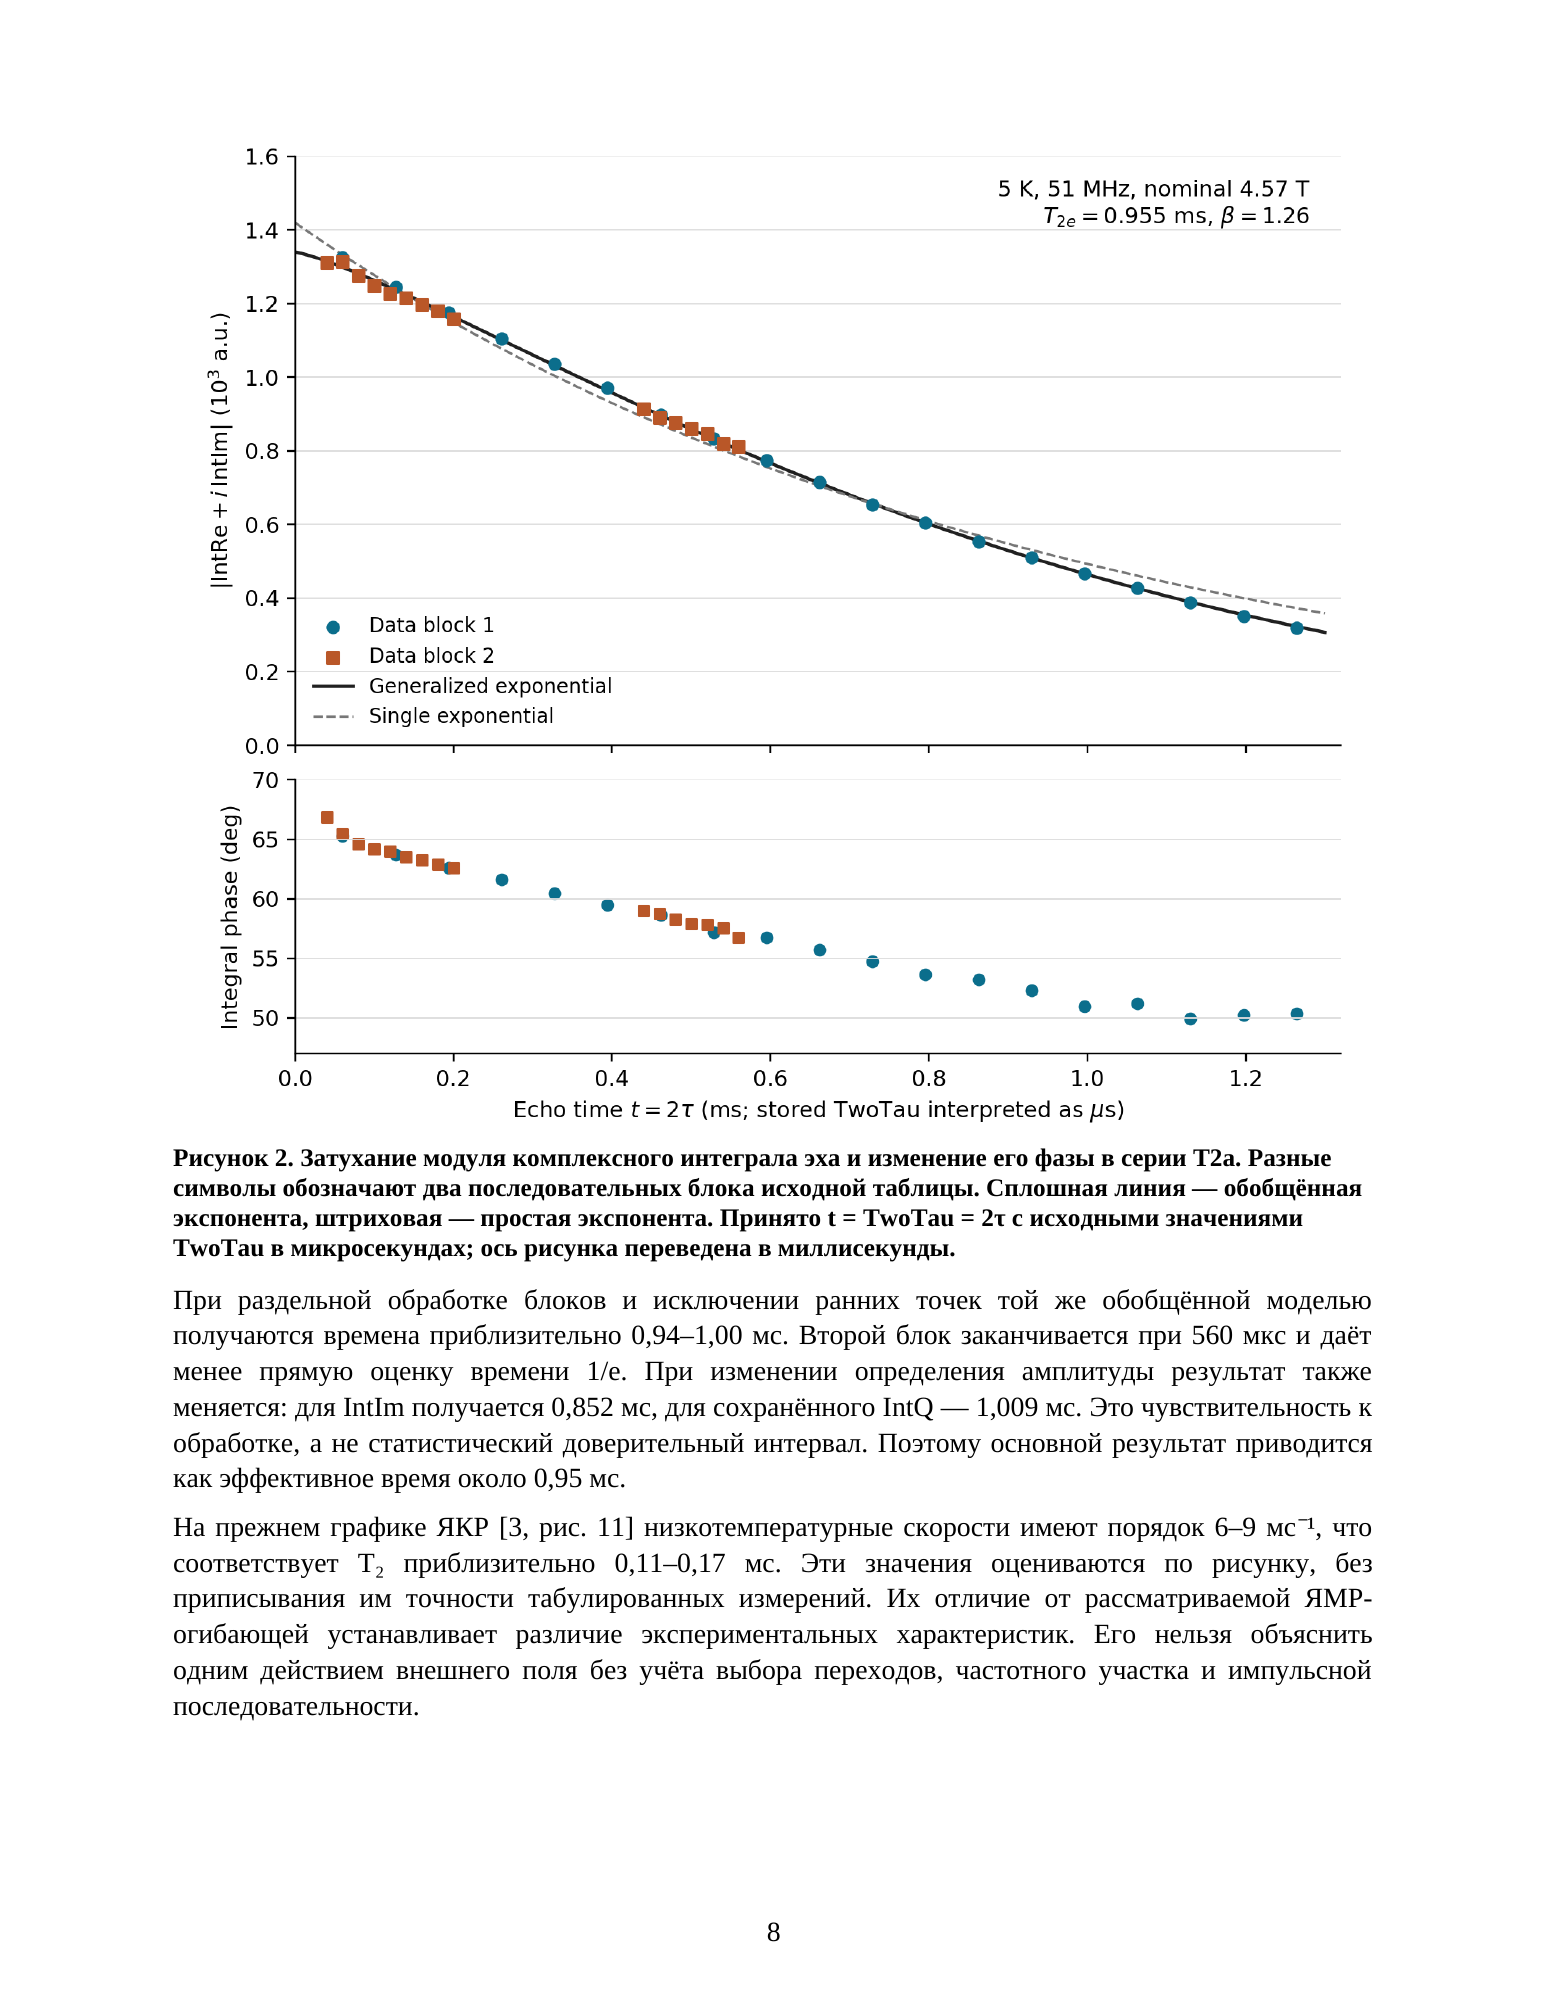 1.6
1.4
1.2
1.0
0.8
0.6
0.4
0.2
0.0
|IntRe + i IntIm| (10³ a.u.)
5 K, 51 MHz, nominal 4.57 T
T₂ₑ = 0.955 ms, β = 1.26
Data block 1
Data block 2
Generalized exponential
Single exponential
70
65
60
55
50
Integral phase (deg)
0.0 0.2 0.4 0.6 0.8 1.0 1.2
Echo time t = 2τ (ms; stored TwoTau interpreted as μs)
Рисунок 2. Затухание модуля комплексного интеграла эха и изменение его фазы в серии T2a. Разные
символы обозначают два последовательных блока исходной таблицы. Сплошная линия — обобщённая
экспонента, штриховая — простая экспонента. Принято t = TwoTau = 2τ с исходными значениями
TwoTau в микросекундах; ось рисунка переведена в миллисекунды.
При раздельной обработке блоков и исключении ранних точек той же обобщённой моделью
получаются времена приблизительно 0,94–1,00 мс. Второй блок заканчивается при 560 мкс и даёт
менее прямую оценку времени 1/e. При изменении определения амплитуды результат также
меняется: для IntIm получается 0,852 мс, для сохранённого IntQ — 1,009 мс. Это чувствительность к
обработке, а не статистический доверительный интервал. Поэтому основной результат приводится
как эффективное время около 0,95 мс.
На прежнем графике ЯКР [3, рис. 11] низкотемпературные скорости имеют порядок 6–9 мс⁻¹, что
соответствует T₂ приблизительно 0,11–0,17 мс. Эти значения оцениваются по рисунку, без
приписывания им точности табулированных измерений. Их отличие от рассматриваемой ЯМР-
огибающей устанавливает различие экспериментальных характеристик. Его нельзя объяснить
одним действием внешнего поля без учёта выбора переходов, частотного участка и импульсной
последовательности.
8